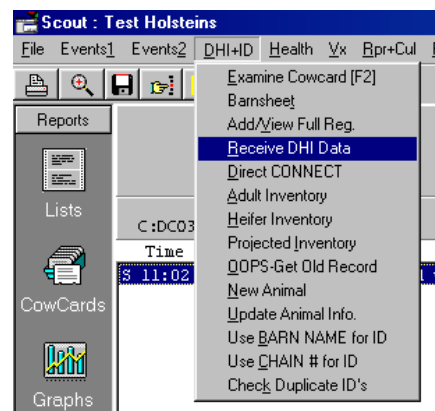 Scout : Test Holsteins
File Events1 Events2 DHI+ID Health Vx Rpr+Cul
Reports
Lists
CowCards
Graphs
C:DC03
Time
S 11:02
Examine Cowcard [F2]
Barnsheet
Add/View Full Reg.
Receive DHI Data
Direct CONNECT
Adult Inventory
Heifer Inventory
Projected Inventory
OOPS-Get Old Record
New Animal
Update Animal Info.
Use BARN NAME for ID
Use CHAIN # for ID
Check Duplicate ID's